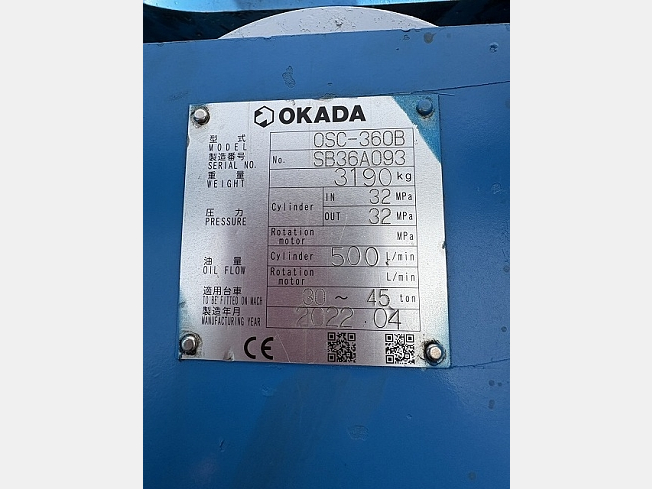 OKADA
型式 MODEL OSC-360B
製造番号 SERIAL NO. No. SB36A093
重量 WEIGHT 3190 kg
圧力 PRESSURE Cylinder IN 32 MPa
OUT 32 MPa
Rotation motor MPa
油量 OIL FLOW Cylinder 500 L/min
Rotation motor L/min
適用台車 TO BE FITTED ON MACH 30 ~ 45 ton
製造年月 MANUFACTURING YEAR 2022.04
CE